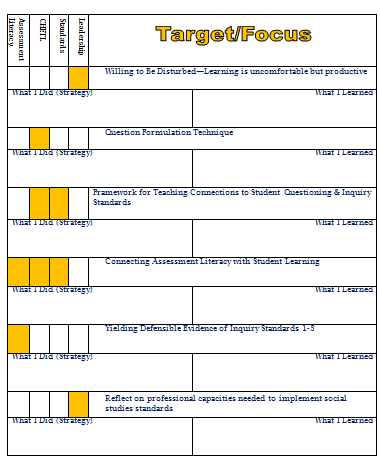 Assessment
Literacy
CHETL
Standards
Leadership
Target/Focus
Willing to Be Disturbed—Learning is uncomfortable but productive
What I Did (Strategy)
What I Learned
Question Formulation Technique
What I Did (Strategy)
What I Learned
Framework for Teaching Connections to Student Questioning & Inquiry
Standards
What I Did (Strategy)
What I Learned
Connecting Assessment Literacy with Student Learning
What I Did (Strategy)
What I Learned
Yielding Defensible Evidence of Inquiry Standards 1-3
What I Did (Strategy)
What I Learned
Reflect on professional capacities needed to implement social
studies standards
What I Did (Strategy)
What I Learned